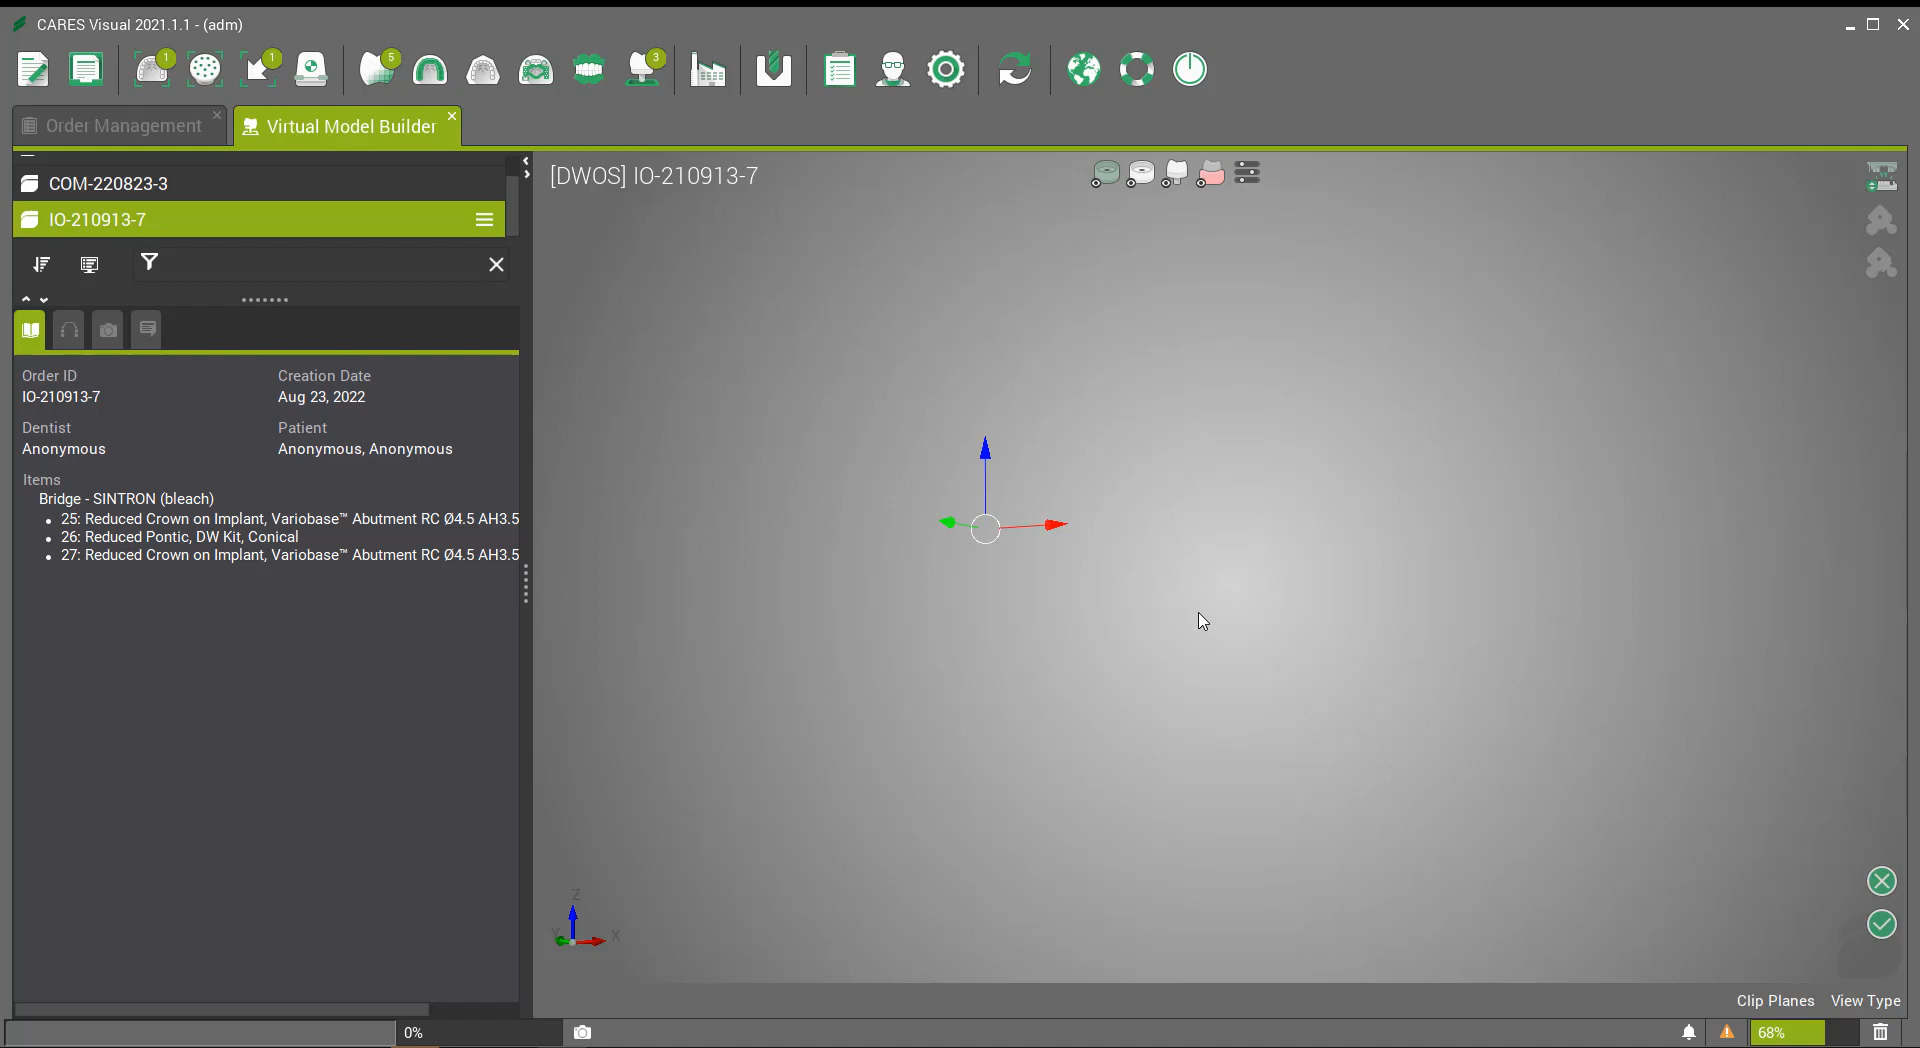 CARES Visual 2021.1.1 - (adm)
1
1
5
3
Order Management
Virtual Model Builder
COM-220823-3
IO-210913-7
[DWOS] IO-210913-7
Order ID
Creation Date
IO-210913-7
Aug 23, 2022
Dentist
Patient
Anonymous
Anonymous, Anonymous
Items
Bridge - SINTRON (bleach)
• 25: Reduced Crown on Implant, Variobase™ Abutment RC Ø4.5 AH3.5
• 26: Reduced Pontic, DW Kit, Conical
• 27: Reduced Crown on Implant, Variobase™ Abutment RC Ø4.5 AH3.5
Z
Y
X
Clip Planes
View Type
0%
68%